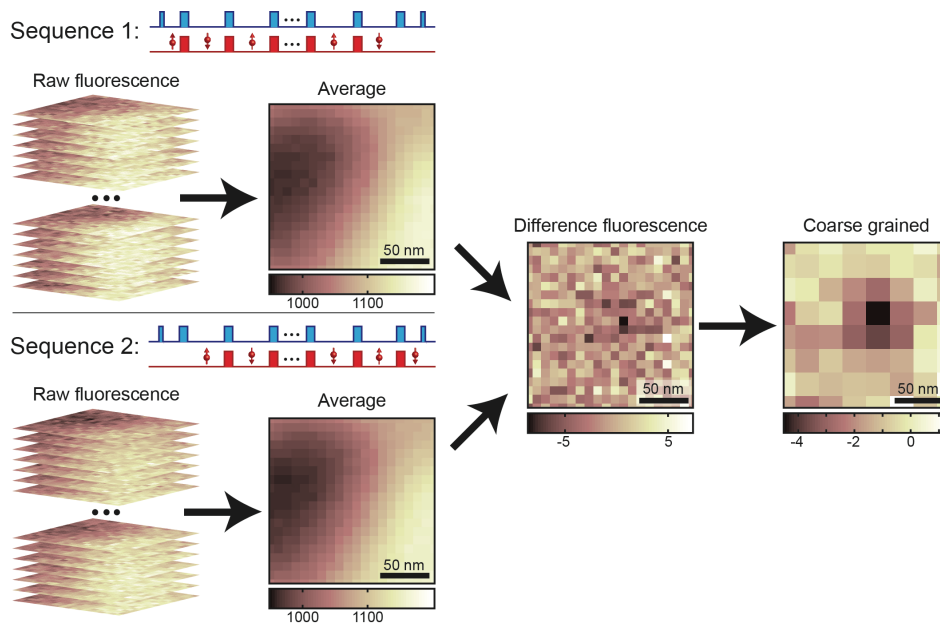 Sequence 1:
Raw fluorescence
Average
50 nm
1000 1100
Difference fluorescence
Coarse grained
50 nm
50 nm
-5 5
-4 -2 0
Sequence 2:
Raw fluorescence
Average
50 nm
1000 1100